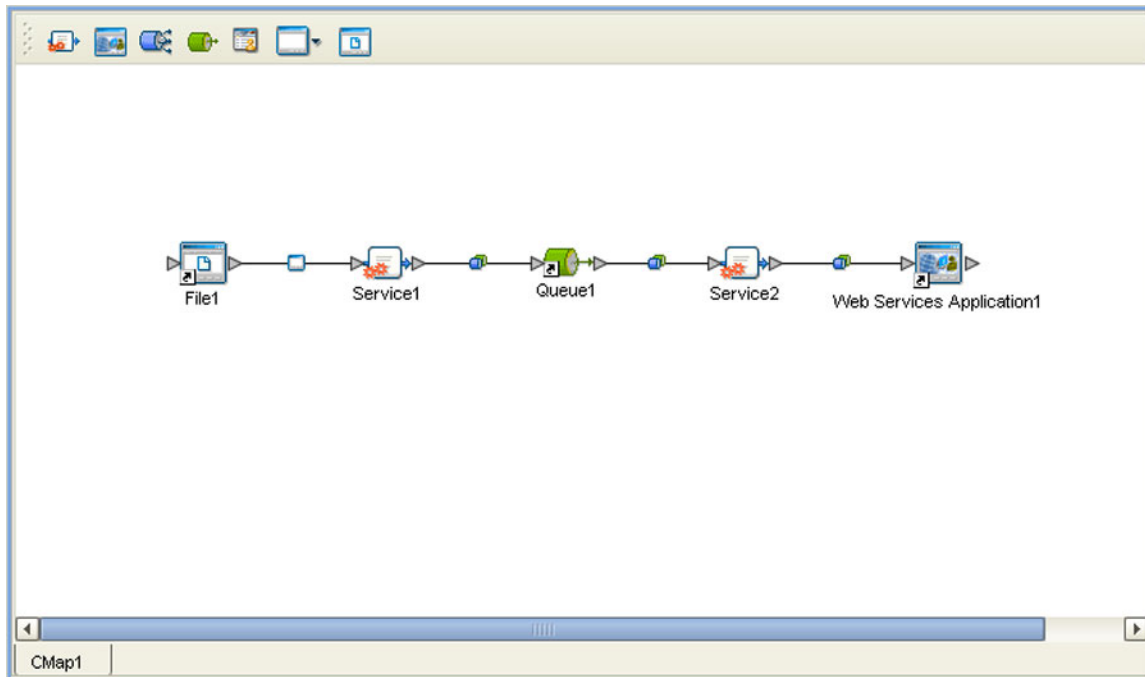 File1
Service1
Queue1
Service2
Web Services Application1
CMap1